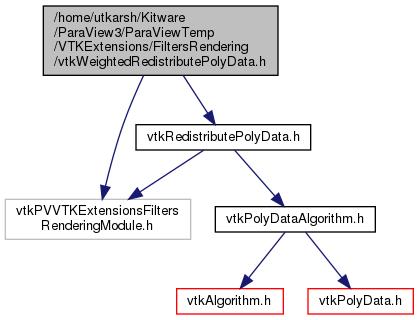 /home/utkarsh/Kitware
/ParaView3/ParaViewTemp
/VTKExtensions/FiltersRendering
/vtkWeightedRedistributePolyData.h
vtkRedistributePolyData.h
vtkPVVTKExtensionsFilters
RenderingModule.h
vtkPolyDataAlgorithm.h
vtkAlgorithm.h
vtkPolyData.h